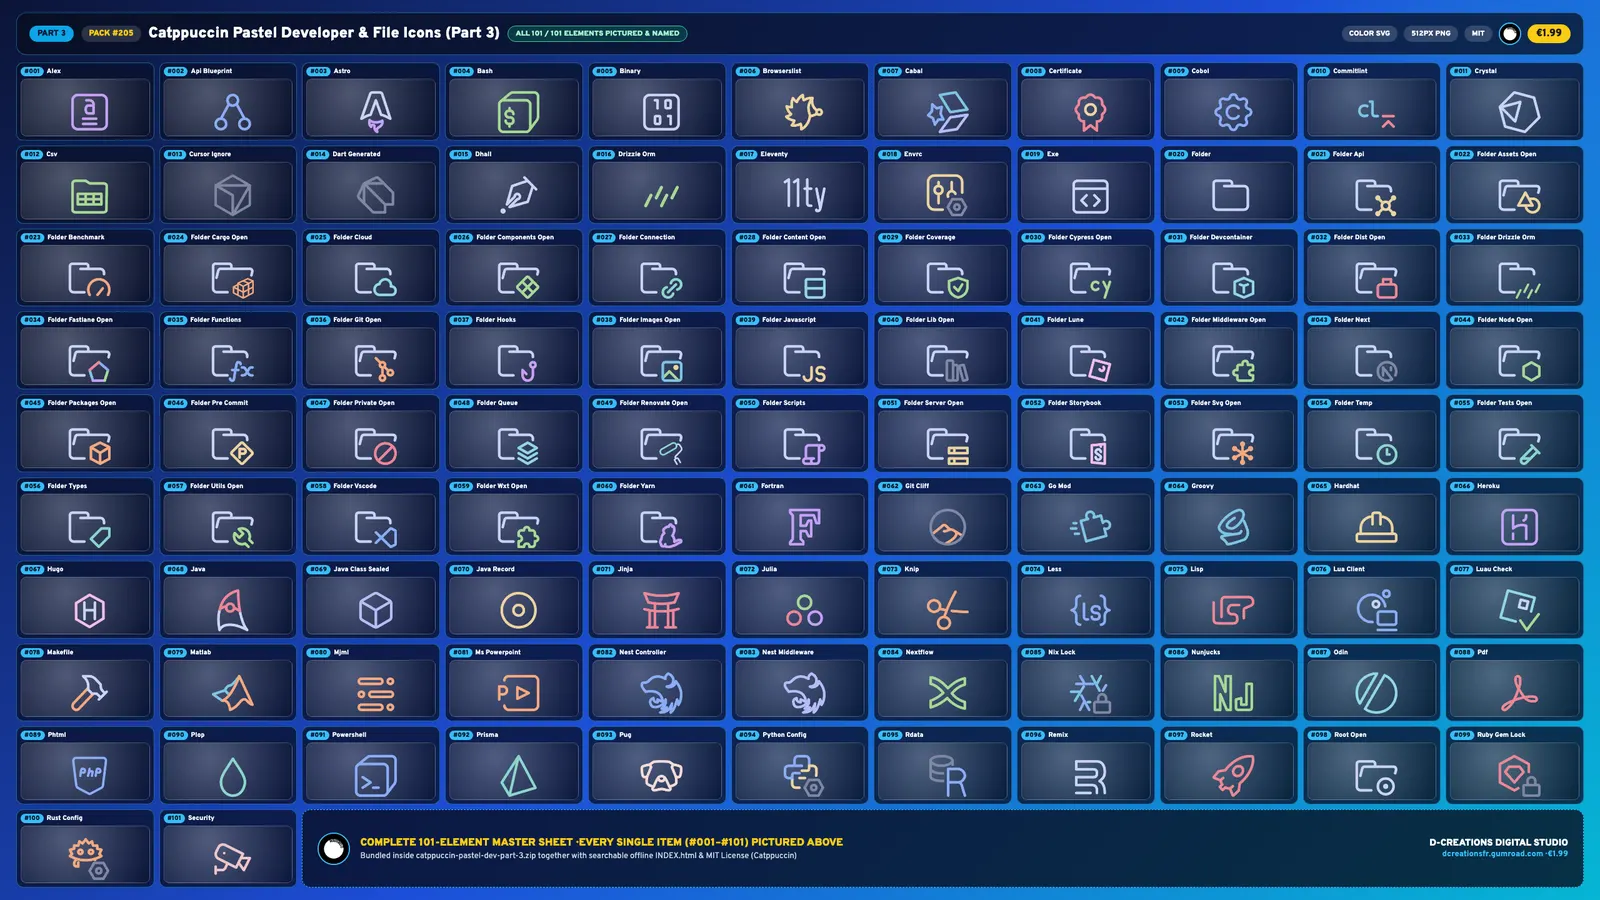 PART 3 PACK #205 Catppuccin Pastel Developer & File Icons (Part 3) ALL 101 / 101 ELEMENTS PICTURED & NAMED COLOR SVG 512PX PNG MIT €1.99
#001 Alex #002 Api Blueprint #003 Astro #004 Bash #005 Binary #006 Browserslist #007 Cabal #008 Certificate #009 Cobol #010 Commitlint #011 Crystal
a $ 10 01 C cl
#012 Csv #013 Cursor Ignore #014 Dart Generated #015 Dhall #016 Drizzle Orm #017 Eleventy #018 Envrc #019 Exe #020 Folder #021 Folder Api #022 Folder Assets Open
11ty <>
#023 Folder Benchmark #024 Folder Cargo Open #025 Folder Cloud #026 Folder Components Open #027 Folder Connection #028 Folder Content Open #029 Folder Coverage #030 Folder Cypress Open #031 Folder Devcontainer #032 Folder Dist Open #033 Folder Drizzle Orm
cy
#034 Folder Fastlane Open #035 Folder Functions #036 Folder Git Open #037 Folder Hooks #038 Folder Images Open #039 Folder Javascript #040 Folder Lib Open #041 Folder Lune #042 Folder Middleware Open #043 Folder Next #044 Folder Node Open
fx JS N
#045 Folder Packages Open #046 Folder Pre Commit #047 Folder Private Open #048 Folder Queue #049 Folder Renovate Open #050 Folder Scripts #051 Folder Server Open #052 Folder Storybook #053 Folder Svg Open #054 Folder Temp #055 Folder Tests Open
P S
#056 Folder Types #057 Folder Utils Open #058 Folder Vscode #059 Folder Wxt Open #060 Folder Yarn #061 Fortran #062 Git Cliff #063 Go Mod #064 Groovy #065 Hardhat #066 Heroku
F
#067 Hugo #068 Java #069 Java Class Sealed #070 Java Record #071 Jinja #072 Julia #073 Knip #074 Less #075 Lisp #076 Lua Client #077 Luau Check
H {ls} LISP
#078 Makefile #079 Matlab #080 Mjml #081 Ms Powerpoint #082 Nest Controller #083 Nest Middleware #084 Nextflow #085 Nix Lock #086 Nunjucks #087 Odin #088 Pdf
P NJ
#089 Phtml #090 Plop #091 Powershell #092 Prisma #093 Pug #094 Python Config #095 Rdata #096 Remix #097 Rocket #098 Root Open #099 Ruby Gem Lock
PhP >_ R R
#100 Rust Config #101 Security
COMPLETE 101-ELEMENT MASTER SHEET · EVERY SINGLE ITEM (#001–#101) PICTURED ABOVE
Bundled inside catppuccin-pastel-dev-part-3.zip together with searchable offline INDEX.html & MIT License (Catppuccin)
D-CREATIONS DIGITAL STUDIO
dcreationsfr.gumroad.com · €1.99